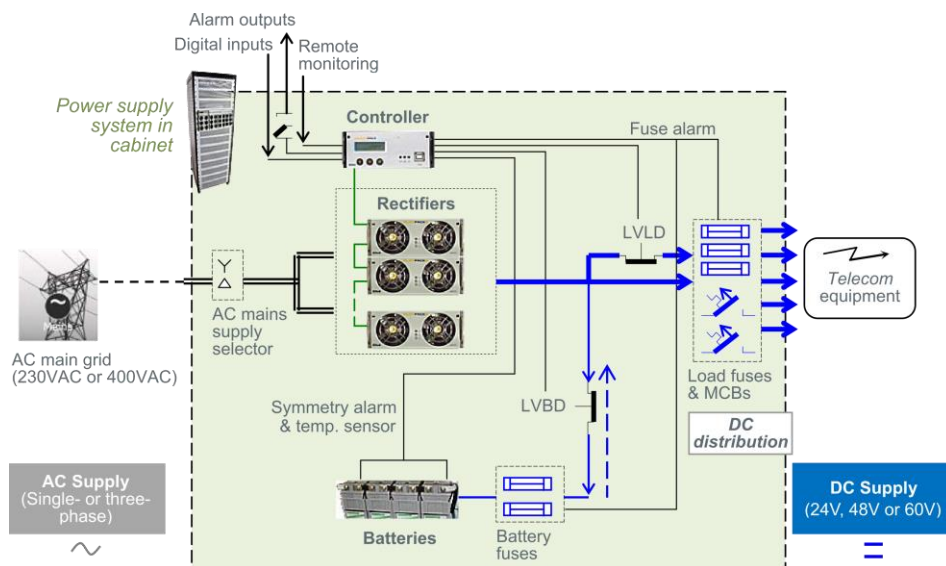 Alarm outputs
Digital inputs
Remote
monitoring
Power supply
system in
cabinet
Controller
Fuse alarm
Rectifiers
LVLD
Mains
AC mains
supply
selector
AC main grid
(230VAC or 400VAC)
Telecom
equipment
Load fuses
& MCBs
LVBD
Symmetry alarm
& temp. sensor
DC
distribution
AC Supply
(Single- or three-
phase)
Batteries
Battery
fuses
DC Supply
(24V, 48V or 60V)